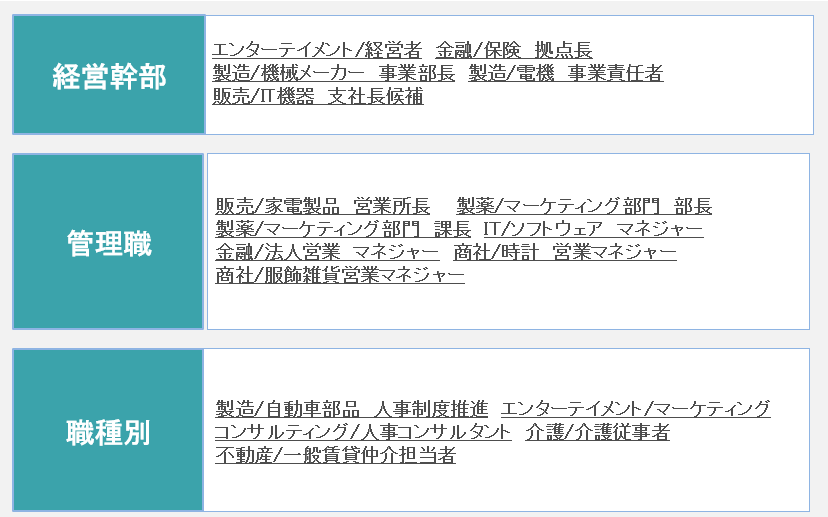 経営幹部
エンターテイメント/経営者　金融/保険　拠点長
製造/機械メーカー　事業部長　製造/電機　事業責任者
販売/IT機器　支社長候補
管理職
販売/家電製品　営業所長　製薬/マーケティング部門　部長
製薬/マーケティング部門　課長　IT/ソフトウェア　マネジャー
金融/法人営業　マネジャー　商社/時計　営業マネジャー
商社/服飾雑貨営業マネジャー
職種別
製造/自動車部品　人事制度推進　エンターテイメント/マーケティング
コンサルティング/人事コンサルタント　介護/介護従事者
不動産/一般賃貸仲介担当者